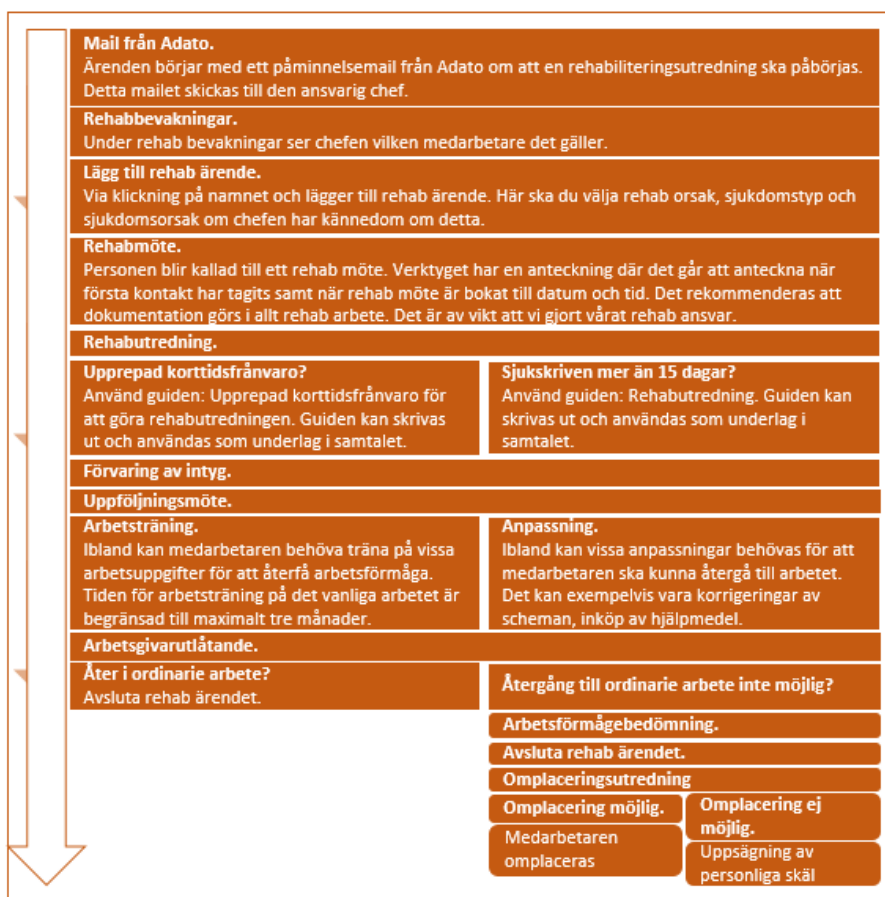 Mail från Adato.
Ärenden börjar med ett påminnelsemail från Adato om att en rehabiliteringsutredning ska påbörjas.
Detta mailet skickas till den ansvarig chef.
Rehabbevakningar.
Under rehab bevakningar ser chefen vilken medarbetare det gäller.
Lägg till rehab ärende.
Via klickning på namnet och lägger till rehab ärende. Här ska du välja rehab orsak, sjukdomstyp och
sjukdomsorsak om chefen har kännedom om detta.
Rehabmöte.
Personen blir kallad till ett rehab möte. Verktyget har en anteckning där det går att anteckna när
första kontakt har tagits samt när rehab möte är bokat till datum och tid. Det rekommenderas att
dokumentation görs i allt rehab arbete. Det är av vikt att vi gjort vårat rehab ansvar.
Rehabutredning.
Upprepad korttidsfrånvaro?
Använd guiden: Upprepad korttidsfrånvaro för
att göra rehabutredningen. Guiden kan skrivas
ut och användas som underlag i samtalet.
Sjukskriven mer än 15 dagar?
Använd guiden: Rehabutredning. Guiden kan
skrivas ut och användas som underlag i
samtalet.
Förvaring av intyg.
Uppföljningsmöte.
Arbetsträning.
Ibland kan medarbetaren behöva träna på vissa
arbetsuppgifter för att återfå arbetsförmåga.
Tiden för arbetsträning på det vanliga arbetet är
begränsad till maximalt tre månader.
Anpassning.
Ibland kan vissa anpassningar behövas för att
medarbetaren ska kunna återgå till arbetet.
Det kan exempelvis vara korrigeringar av
scheman, inköp av hjälpmedel.
Arbetsgivarutlåtande.
Åter i ordinarie arbete?
Avsluta rehab ärendet.
Återgång till ordinarie arbete inte möjlig?
Arbetsförmågebedömning.
Avsluta rehab ärendet.
Omplaceringsutredning
Omplacering möjlig.
Medarbetaren
omplaceras
Omplacering ej
möjlig.
Uppsägning av
personliga skäl